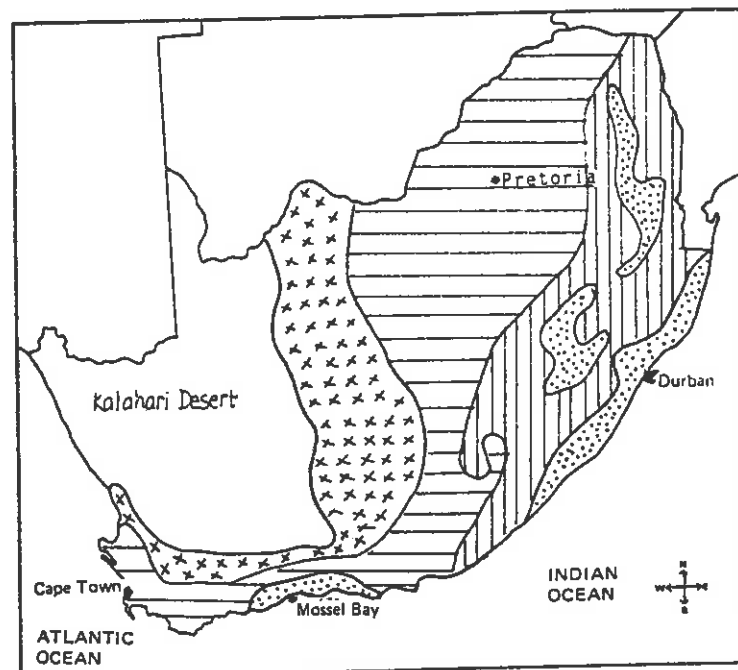 Pretoria
Durban
Kalahari Desert
Cape Town
Mossel Bay
INDIAN
OCEAN
N
W
S
ATLANTIC
OCEAN